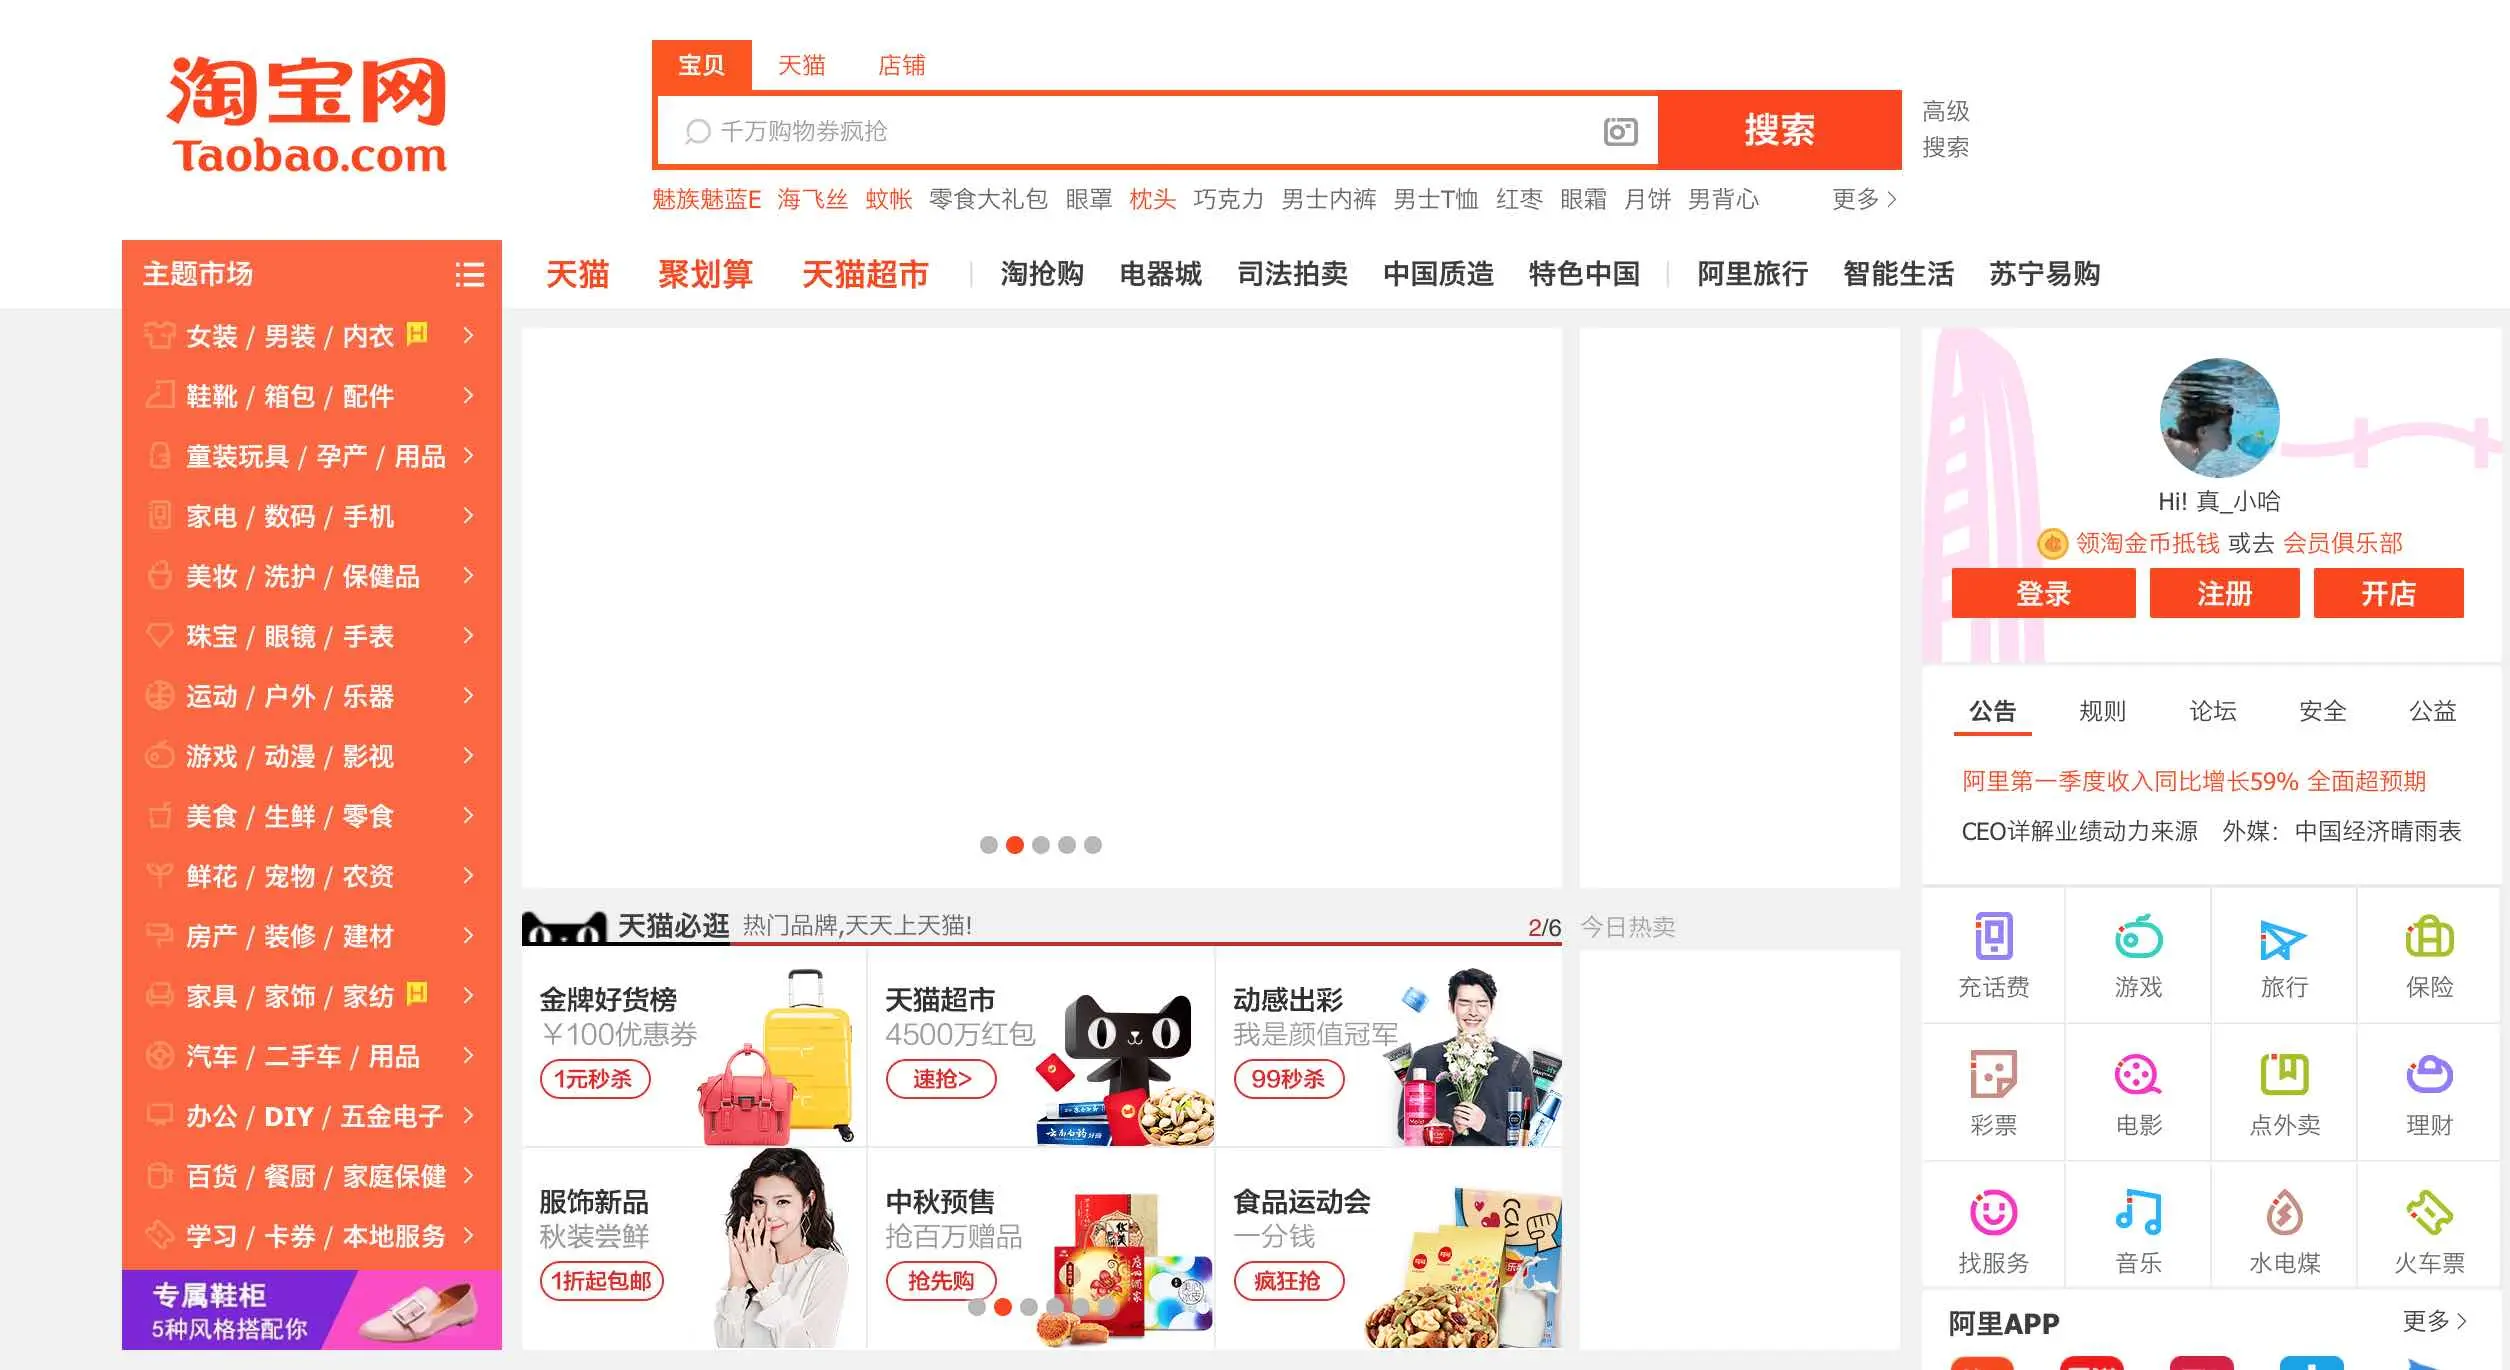 淘宝网
Taobao.com
宝贝 天猫 店铺
千万购物券疯抢
搜索
高级
搜索
魅族魅蓝E 海飞丝 蚊帐 零食大礼包 眼罩 枕头 巧克力 男士内裤 男士T恤 红枣 眼霜 月饼 男背心 更多
主题市场
天猫 聚划算 天猫超市 淘抢购 电器城 司法拍卖 中国质造 特色中国 阿里旅行 智能生活 苏宁易购
女装 / 男装 / 内衣 H
鞋靴 / 箱包 / 配件
童装玩具 / 孕产 / 用品
家电 / 数码 / 手机
美妆 / 洗护 / 保健品
珠宝 / 眼镜 / 手表
运动 / 户外 / 乐器
游戏 / 动漫 / 影视
美食 / 生鲜 / 零食
鲜花 / 宠物 / 农资
房产 / 装修 / 建材
家具 / 家饰 / 家纺 H
汽车 / 二手车 / 用品
办公 / DIY / 五金电子
百货 / 餐厨 / 家庭保健
学习 / 卡券 / 本地服务
专属鞋柜
5种风格搭配你
天猫必逛 热门品牌,天天上天猫! 2/6
金牌好货榜
￥100优惠券
1元秒杀
天猫超市
4500万红包
速抢>
动感出彩
我是颜值冠军
99秒杀
服饰新品
秋装尝鲜
1折起包邮
中秋预售
抢百万赠品
抢先购
食品运动会
一分钱
疯狂抢
今日热卖
Hi! 真_小哈
领淘金币抵钱 或去 会员俱乐部
登录 注册 开店
公告 规则 论坛 安全 公益
阿里第一季度收入同比增长59% 全面超预期
CEO详解业绩动力来源 外媒：中国经济晴雨表
充话费 游戏 旅行 保险
彩票 电影 点外卖 理财
找服务 音乐 水电煤 火车票
阿里APP 更多